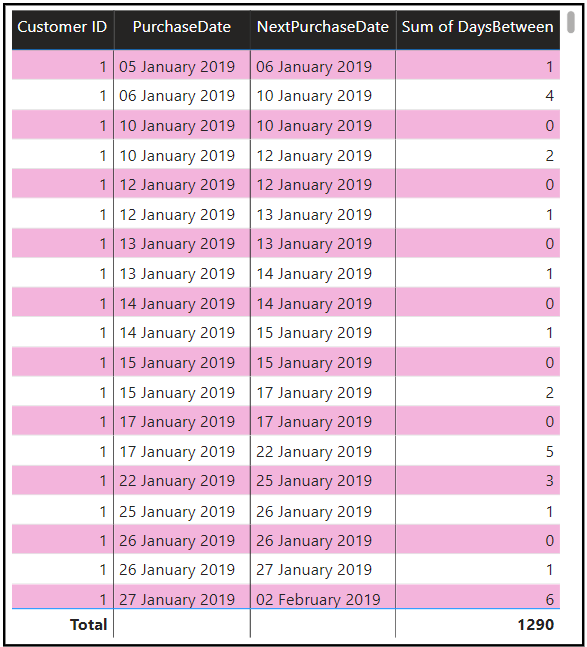 Customer ID PurchaseDate NextPurchaseDate Sum of DaysBetween
1 05 January 2019 06 January 2019 1
1 06 January 2019 10 January 2019 4
1 10 January 2019 10 January 2019 0
1 10 January 2019 12 January 2019 2
1 12 January 2019 12 January 2019 0
1 12 January 2019 13 January 2019 1
1 13 January 2019 13 January 2019 0
1 13 January 2019 14 January 2019 1
1 14 January 2019 14 January 2019 0
1 14 January 2019 15 January 2019 1
1 15 January 2019 15 January 2019 0
1 15 January 2019 17 January 2019 2
1 17 January 2019 17 January 2019 0
1 17 January 2019 22 January 2019 5
1 22 January 2019 25 January 2019 3
1 25 January 2019 26 January 2019 1
1 26 January 2019 26 January 2019 0
1 26 January 2019 27 January 2019 1
1 27 January 2019 02 February 2019 6
Total 1290